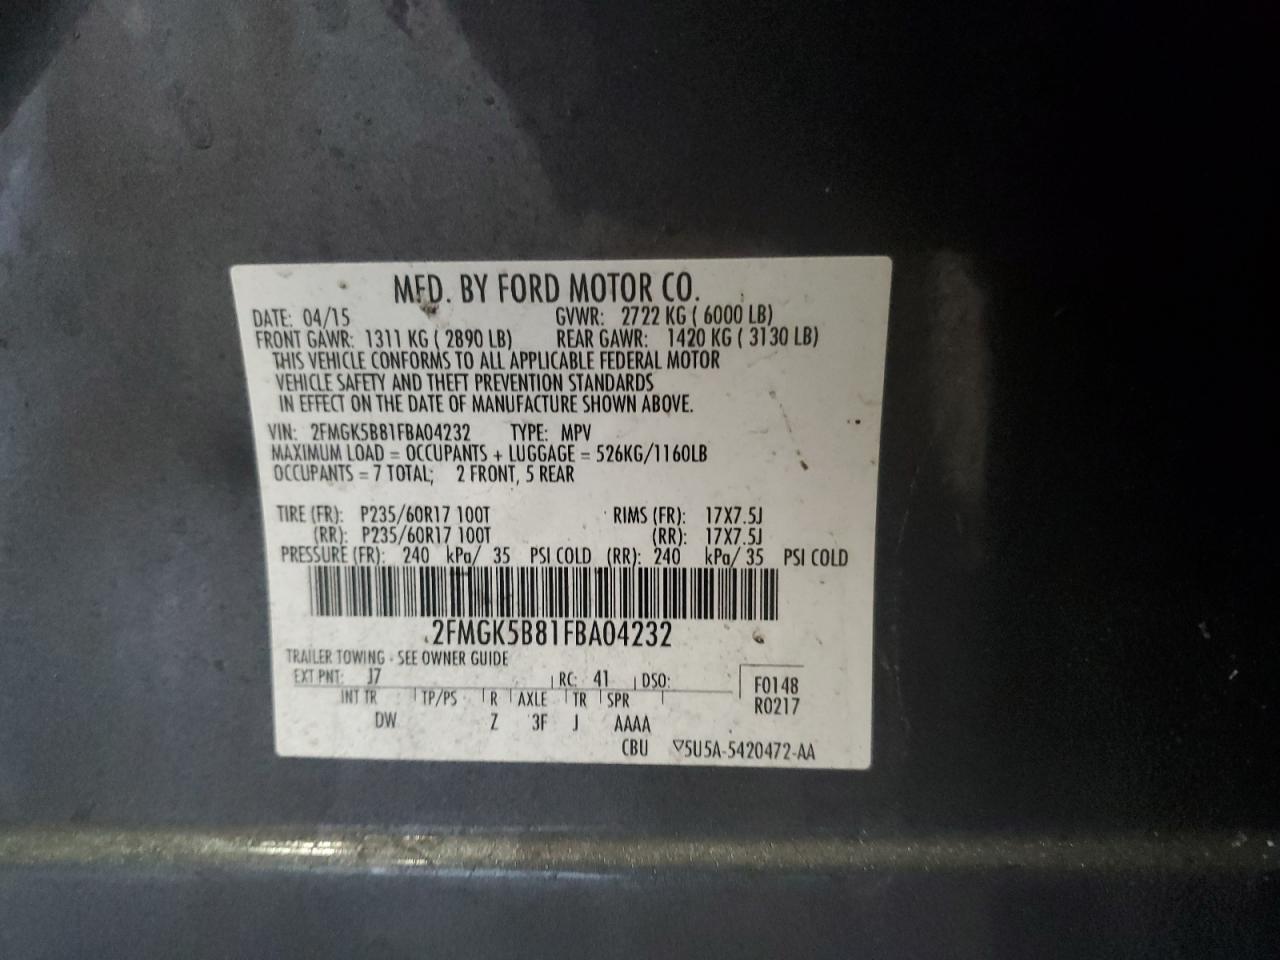 MFD. BY FORD MOTOR CO.
DATE: 04/15 GVWR: 2722 KG ( 6000 LB)
FRONT GAWR: 1311 KG ( 2890 LB) REAR GAWR: 1420 KG ( 3130 LB)
THIS VEHICLE CONFORMS TO ALL APPLICABLE FEDERAL MOTOR
VEHICLE SAFETY AND THEFT PREVENTION STANDARDS
IN EFFECT ON THE DATE OF MANUFACTURE SHOWN ABOVE.
VIN: 2FMGK5B81FBA04232 TYPE: MPV
MAXIMUM LOAD = OCCUPANTS + LUGGAGE = 526KG/1160LB
OCCUPANTS = 7 TOTAL; 2 FRONT, 5 REAR
TIRE (FR): P235/60R17 100T RIMS (FR): 17X7.5J
(RR): P235/60R17 100T (RR): 17X7.5J
PRESSURE (FR): 240 kPa/ 35 PSI COLD (RR): 240 kPa/ 35 PSI COLD
2FMGK5B81FBA04232
TRAILER TOWING - SEE OWNER GUIDE
EXT PNT: J7 RC: 41 DSO: F0148
INT TR TP/PS R AXLE TR SPR R0217
DW Z 3F J AAAA
CBU ▽5U5A-5420472-AA